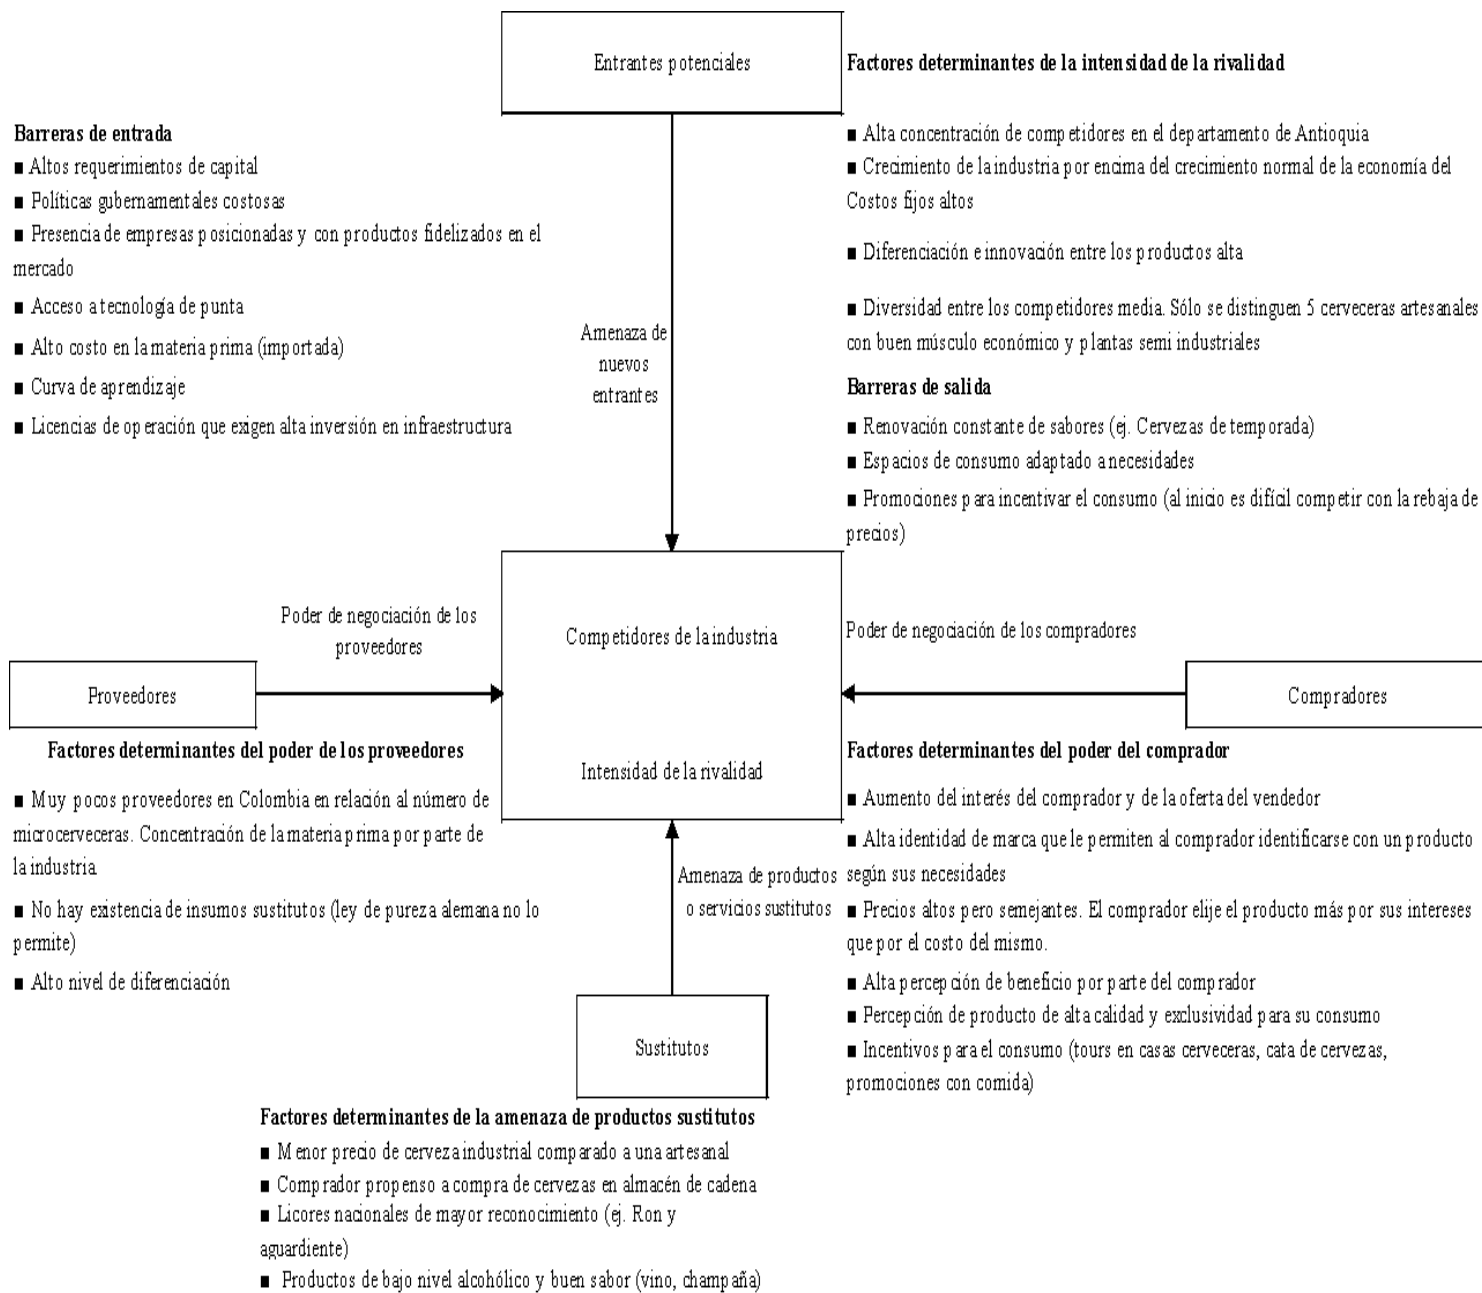 Entrantes potenciales
Factores determinantes de la intensidad de la rivalidad
■ Alta concentración de competidores en el departamento de Antioquia
■ Crecimiento de la industria por encima del crecimiento normal de la economía del
Costos fijos altos
■ Diferenciación e innovación entre los productos alta
■ Diversidad entre los competidores media. Sólo se distinguen 5 cerveceras artesanales
con buen músculo económico y plantas semi industriales
Barreras de salida
■ Renovación constante de sabores (ej. Cervezas de temporada)
■ Espacios de consumo adaptado a necesidades
■ Promociones para incentivar el consumo (al inicio es difícil competir con la rebaja de
precios)
Barreras de entrada
■ Altos requerimientos de capital
■ Políticas gubernamentales costosas
■ Presencia de empresas posicionadas y con productos fidelizados en el
mercado
■ Acceso a tecnología de punta
■ Alto costo en la materia prima (importada)
■ Curva de aprendizaje
■ Licencias de operación que exigen alta inversión en infraestructura
Amenaza de
nuevos
entrantes
Poder de negociación de los
proveedores
Proveedores
Competidores de la industria
Intensidad de la rivalidad
Poder de negociación de los compradores
Compradores
Factores determinantes del poder de los proveedores
■ Muy pocos proveedores en Colombia en relación al número de
microcerveceras. Concentración de la materia prima por parte de
la industria
■ No hay existencia de insumos sustitutos (ley de pureza alemana no lo
permite)
■ Alto nivel de diferenciación
Factores determinantes del poder del comprador
■ Aumento del interés del comprador y de la oferta del vendedor
■ Alta identidad de marca que le permiten al comprador identificarse con un producto
según sus necesidades
■ Precios altos pero semejantes. El comprador elije el producto más por sus intereses
que por el costo del mismo.
■ Alta percepción de beneficio por parte del comprador
■ Percepción de producto de alta calidad y exclusividad para su consumo
■ Incentivos para el consumo (tours en casas cerveceras, cata de cervezas,
promociones con comida)
Amenaza de productos
o servicios sustitutos
Sustitutos
Factores determinantes de la amenaza de productos sustitutos
■ Menor precio de cerveza industrial comparado a una artesanal
■ Comprador propenso a compra de cervezas en almacén de cadena
■ Licores nacionales de mayor reconocimiento (ej. Ron y
aguardiente)
■ Productos de bajo nivel alcohólico y buen sabor (vino, champaña)